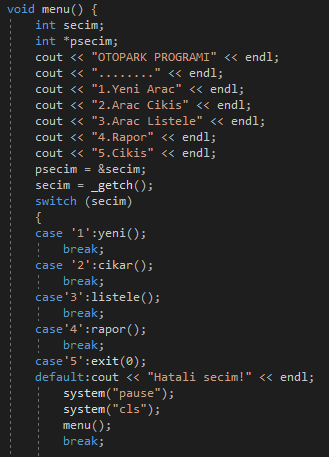 void menu() {
int secim;
int *psecim;
cout << "OTOPARK PROGRAMI" << endl;
cout << "........" << endl;
cout << "1.Yeni Arac" << endl;
cout << "2.Arac Cikis" << endl;
cout << "3.Arac Listele" << endl;
cout << "4.Rapor" << endl;
cout << "5.Cikis" << endl;
psecim = &secim;
secim = _getch();
switch (secim)
{
case '1':yeni();
break;
case '2':cikar();
break;
case'3':listele();
break;
case'4':rapor();
break;
case'5':exit(0);
default:cout << "Hatali secim!" << endl;
system("pause");
system("cls");
menu();
break;